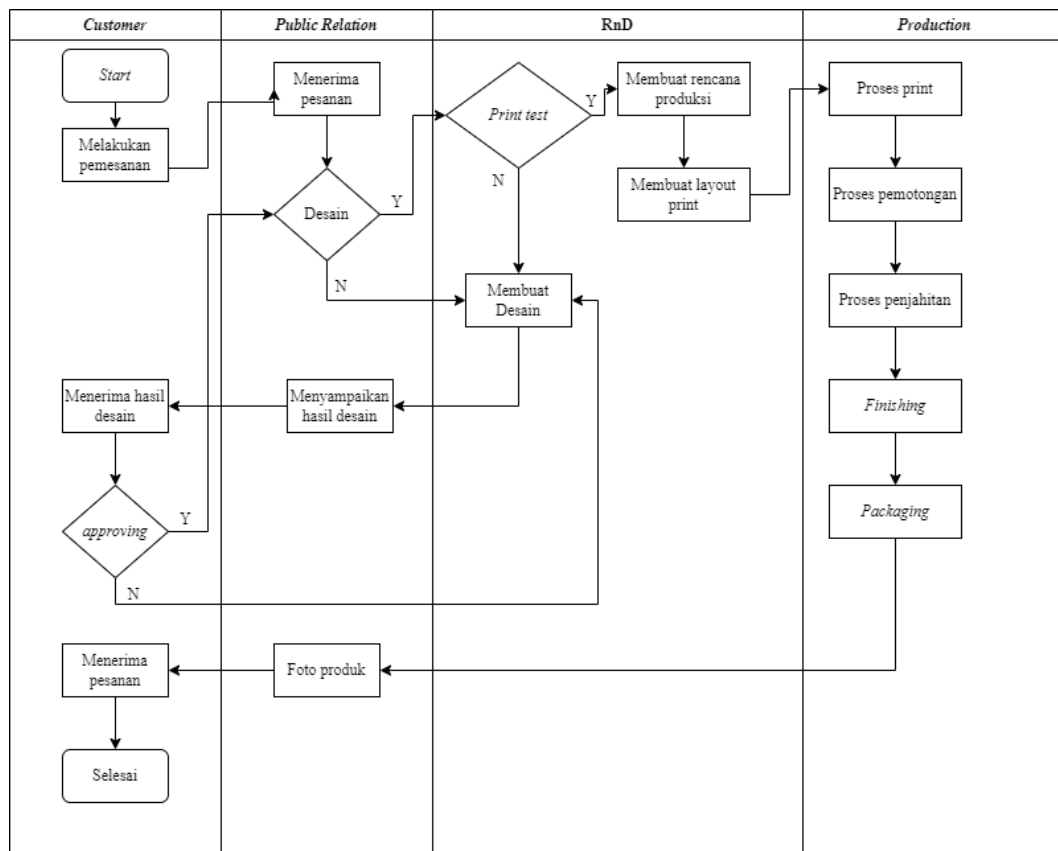 Customer
Public Relation
RnD
Production
Start
Melakukan
pemesanan
Menerima
pesanan
Desain
Y
N
Print test
Y
N
Membuat rencana
produksi
Membuat layout
print
Membuat
Desain
Proses print
Proses pemotongan
Proses penjahitan
Finishing
Packaging
Menyampaikan
hasil desain
Menerima hasil
desain
approving
Y
N
Foto produk
Menerima
pesanan
Selesai